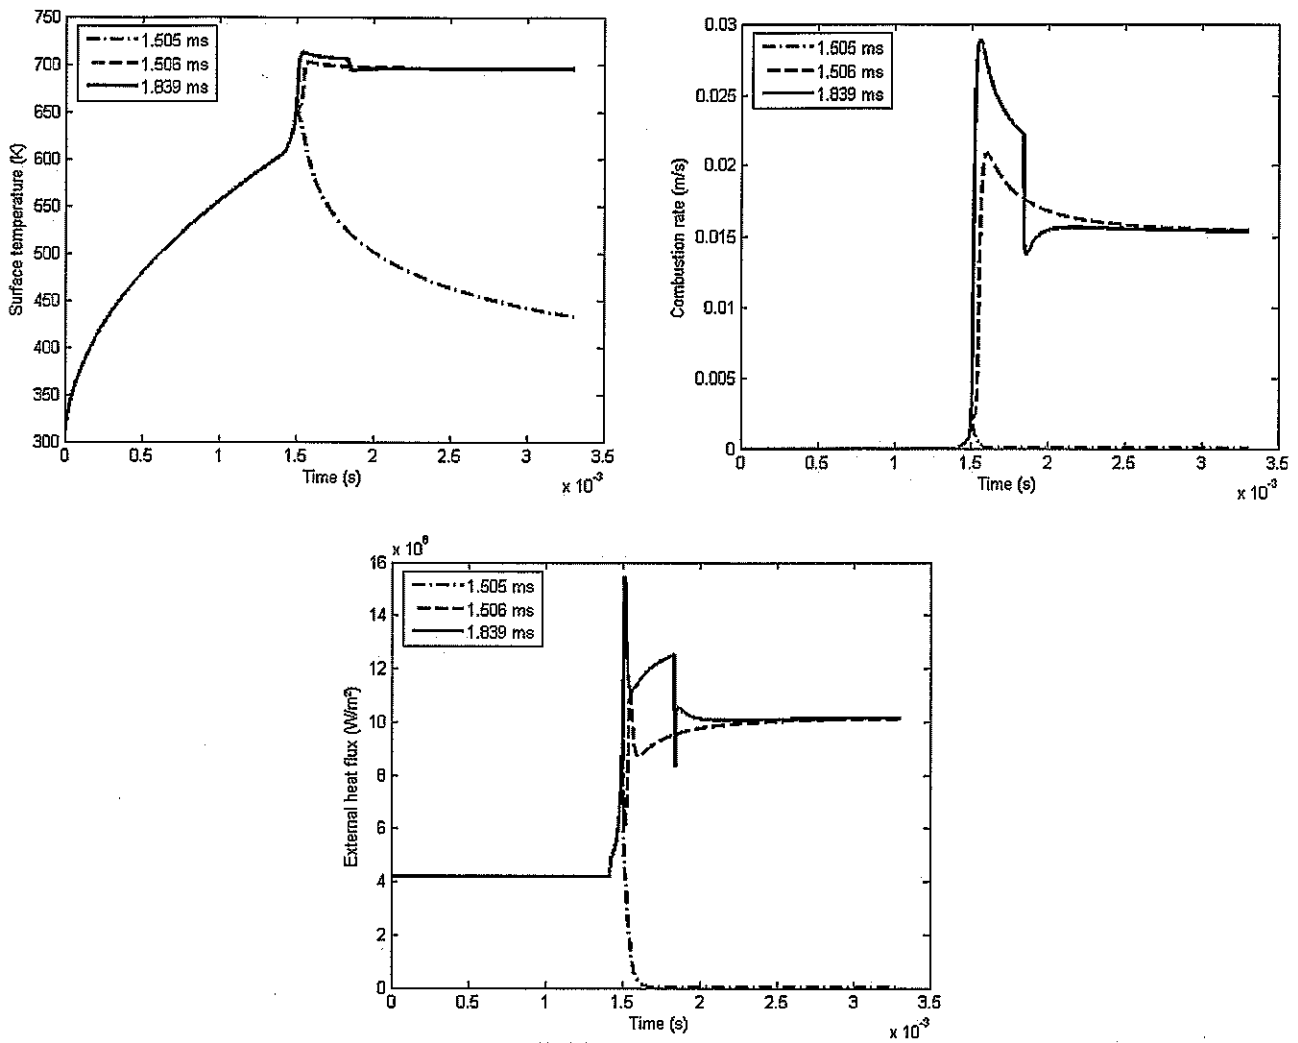 750
700
650
600
550
500
450
400
350
300
Surface temperature (K)
1.505 ms
1.506 ms
1.839 ms
0
0.5
1
1.5
2
2.5
3
3.5
Time (s)
x 10⁻³
0.03
0.025
0.02
0.015
0.01
0.005
0
Combustion rate (m/s)
1.505 ms
1.506 ms
1.839 ms
0
0.5
1
1.5
2
2.5
3
3.5
Time (s)
x 10⁻³
x 10⁶
16
14
12
10
8
6
4
2
0
External heat flux (W/m²)
1.505 ms
1.506 ms
1.839 ms
0
0.5
1
1.5
2
2.5
3
3.5
Time (s)
x 10⁻³